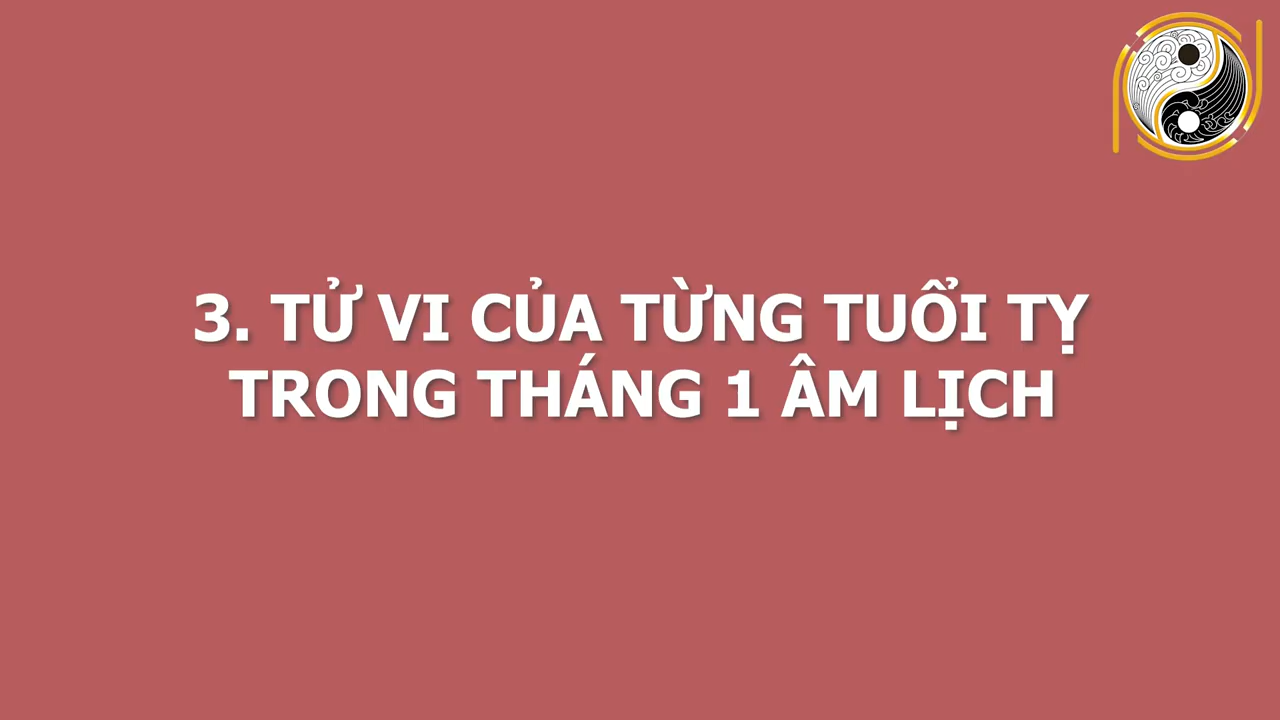 3. TỬ VI CỦA TỪNG TUỔI TỴ
TRONG THÁNG 1 ÂM LỊCH